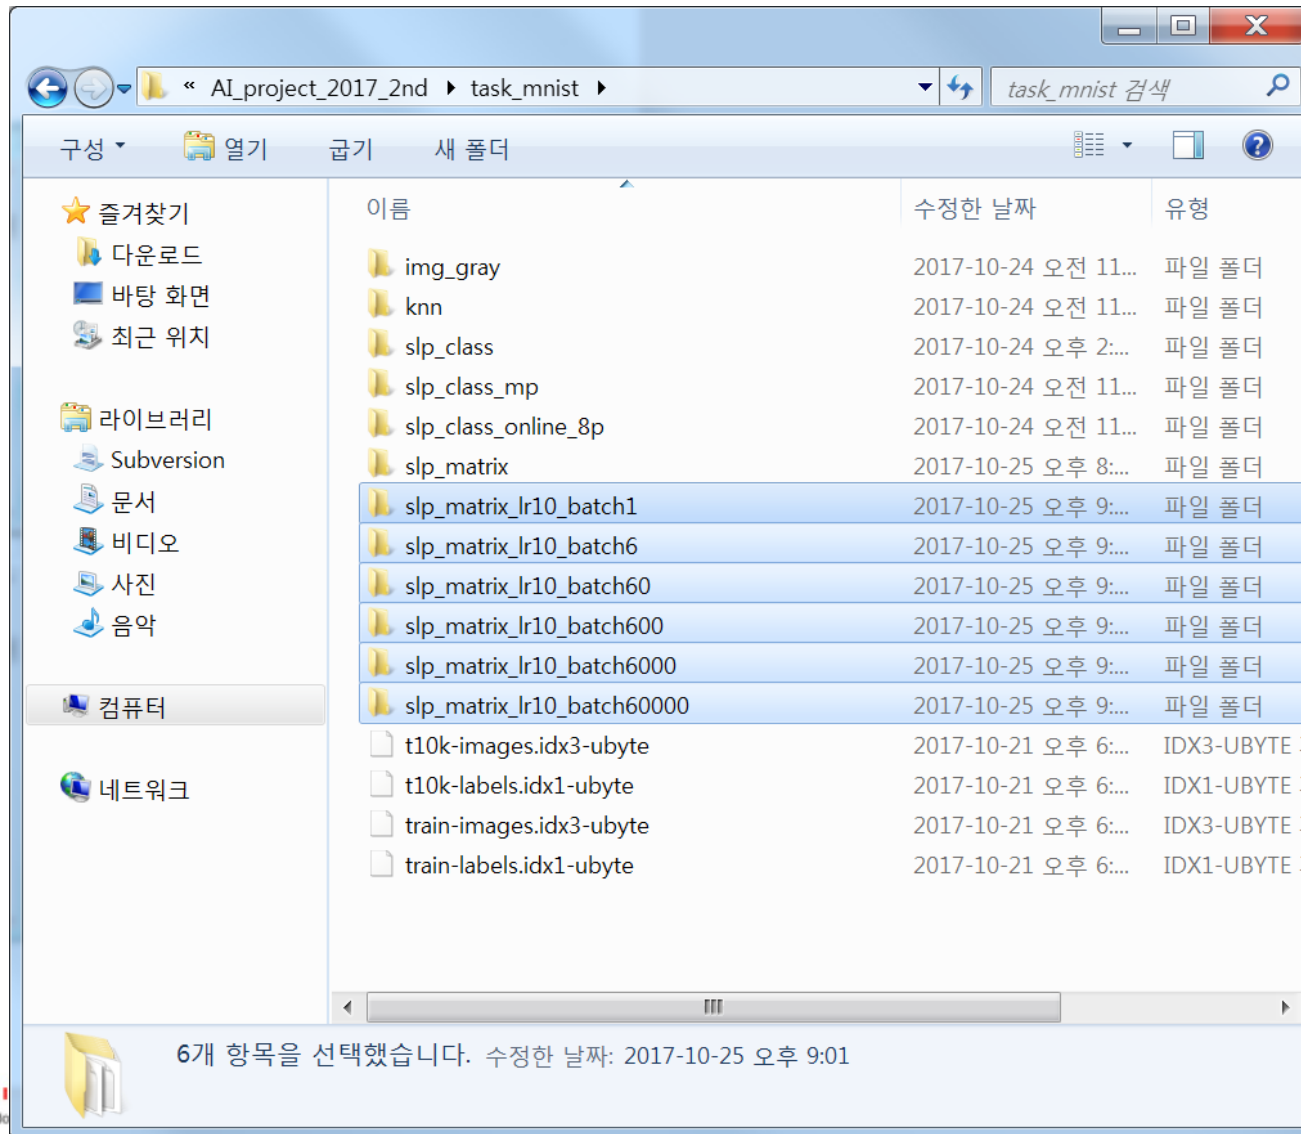 « AI_project_2017_2nd ▸ task_mnist ▸ task_mnist 검색
구성 열기 굽기 새 폴더
즐겨찾기
다운로드
바탕 화면
최근 위치
라이브러리
Subversion
문서
비디오
사진
음악
컴퓨터
네트워크
이름 수정한 날짜 유형
img_gray 2017-10-24 오전 11... 파일 폴더
knn 2017-10-24 오전 11... 파일 폴더
slp_class 2017-10-24 오후 2:... 파일 폴더
slp_class_mp 2017-10-24 오전 11... 파일 폴더
slp_class_online_8p 2017-10-24 오전 11... 파일 폴더
slp_matrix 2017-10-25 오후 8:... 파일 폴더
slp_matrix_lr10_batch1 2017-10-25 오후 9:... 파일 폴더
slp_matrix_lr10_batch6 2017-10-25 오후 9:... 파일 폴더
slp_matrix_lr10_batch60 2017-10-25 오후 9:... 파일 폴더
slp_matrix_lr10_batch600 2017-10-25 오후 9:... 파일 폴더
slp_matrix_lr10_batch6000 2017-10-25 오후 9:... 파일 폴더
slp_matrix_lr10_batch60000 2017-10-25 오후 9:... 파일 폴더
t10k-images.idx3-ubyte 2017-10-21 오후 6:... IDX3-UBYTE
t10k-labels.idx1-ubyte 2017-10-21 오후 6:... IDX1-UBYTE
train-images.idx3-ubyte 2017-10-21 오후 6:... IDX3-UBYTE
train-labels.idx1-ubyte 2017-10-21 오후 6:... IDX1-UBYTE
6개 항목을 선택했습니다. 수정한 날짜: 2017-10-25 오후 9:01